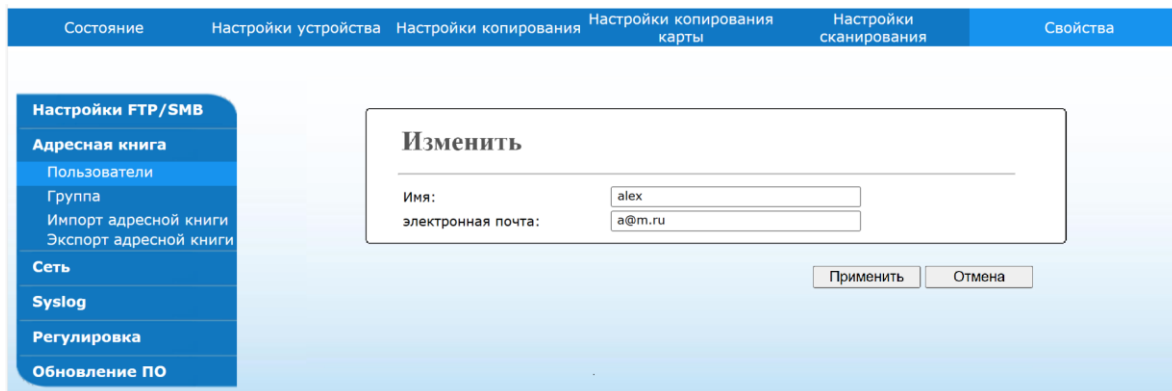 Состояние
Настройки устройства
Настройки копирования
Настройки копирования
карты
Настройки
сканирования
Свойства
Настройки FTP/SMB
Адресная книга
Пользователи
Группа
Импорт адресной книги
Экспорт адресной книги
Сеть
Syslog
Регулировка
Обновление ПО
Изменить
Имя: alex
электронная почта: a@m.ru
Применить Отмена